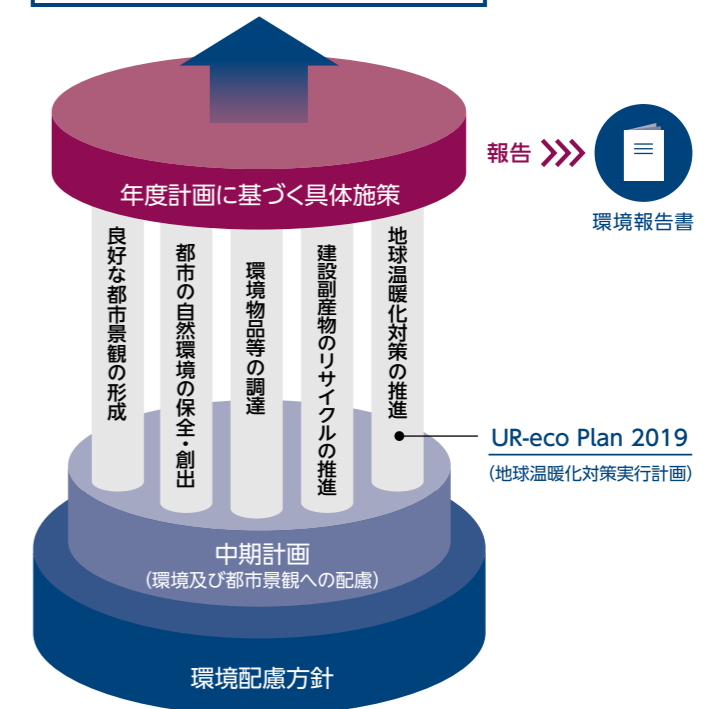 報告
環境報告書
年度計画に基づく具体施策
良好な都市景観の形成
都市の自然環境の保全・創出
環境物品等の調達
建設副産物のリサイクルの推進
地球温暖化対策の推進
UR-eco Plan 2019
(地球温暖化対策実行計画)
中期計画
(環境及び都市景観への配慮)
環境配慮方針